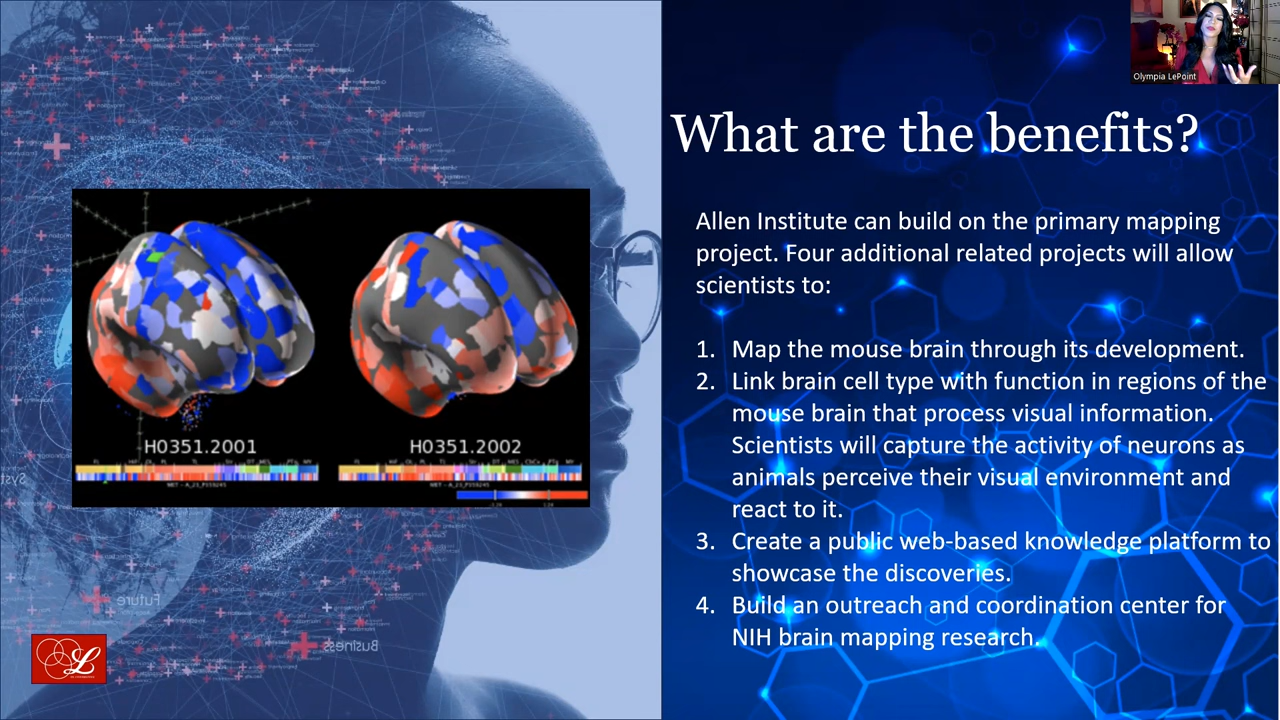 Olympia LePoint
What are the benefits?
Allen Institute can build on the primary mapping
project. Four additional related projects will allow
scientists to:
1. Map the mouse brain through its development.
2. Link brain cell type with function in regions of the
mouse brain that process visual information.
Scientists will capture the activity of neurons as
animals perceive their visual environment and
react to it.
3. Create a public web-based knowledge platform to
showcase the discoveries.
4. Build an outreach and coordination center for
NIH brain mapping research.
H0351.2001
H0351.2002
Future
Business
L